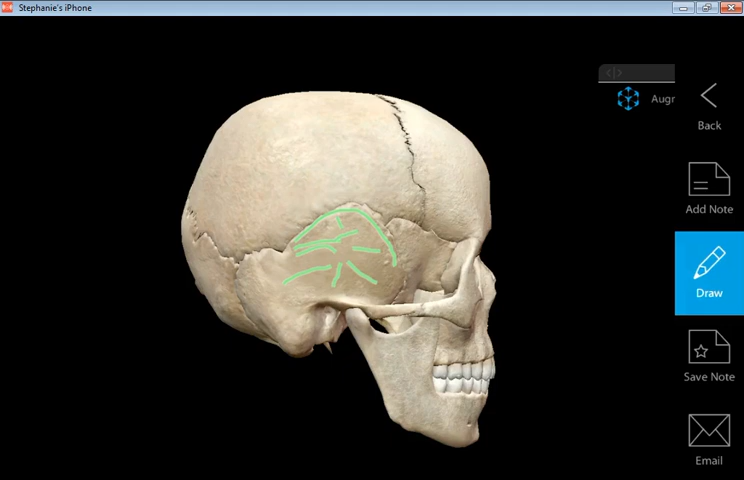 Stephanie's iPhone
Augr
Back
Add Note
Draw
Save Note
Email